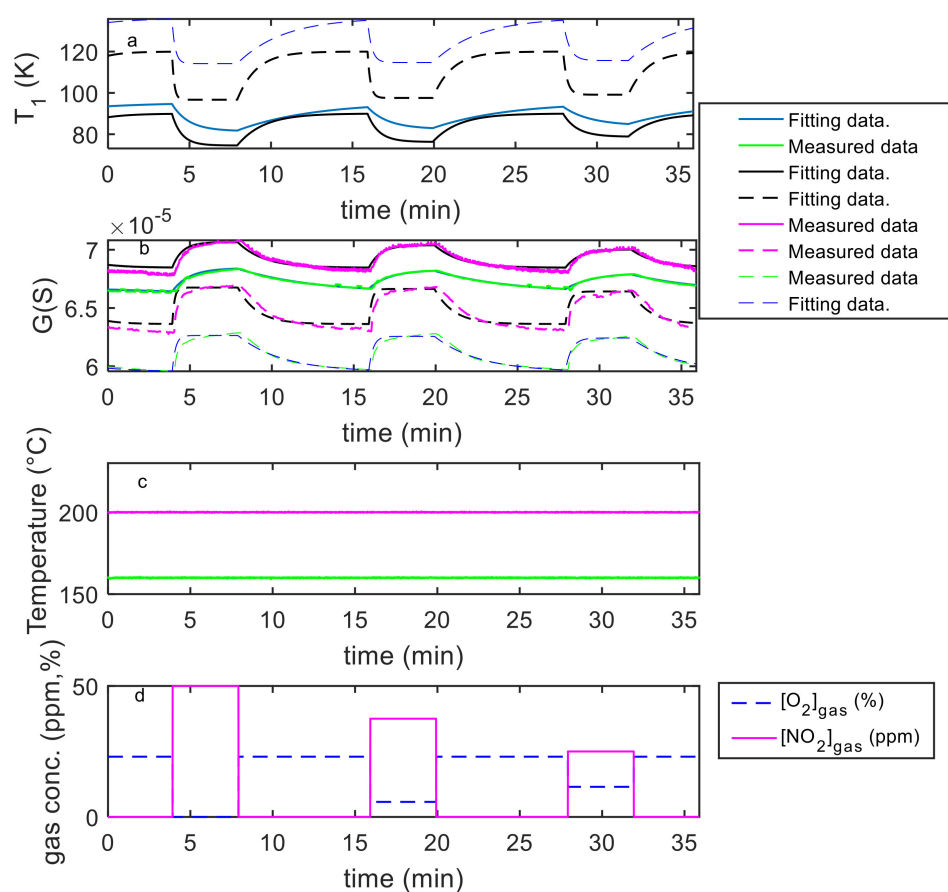 a
T1 (K)
120
100
80
0 5 10 15 20 25 30 35
time (min)
Fitting data.
Measured data
Fitting data.
Fitting data.
Measured data
Measured data
Measured data
Fitting data.
× 10-5
b
G(S)
7
6.5
6
0 5 10 15 20 25 30 35
time (min)
c
Temperature (°C)
200
150
0 5 10 15 20 25 30 35
time (min)
d
gas conc. (ppm,%)
50
0
0 5 10 15 20 25 30 35
time (min)
[O2]gas (%)
[NO2]gas (ppm)